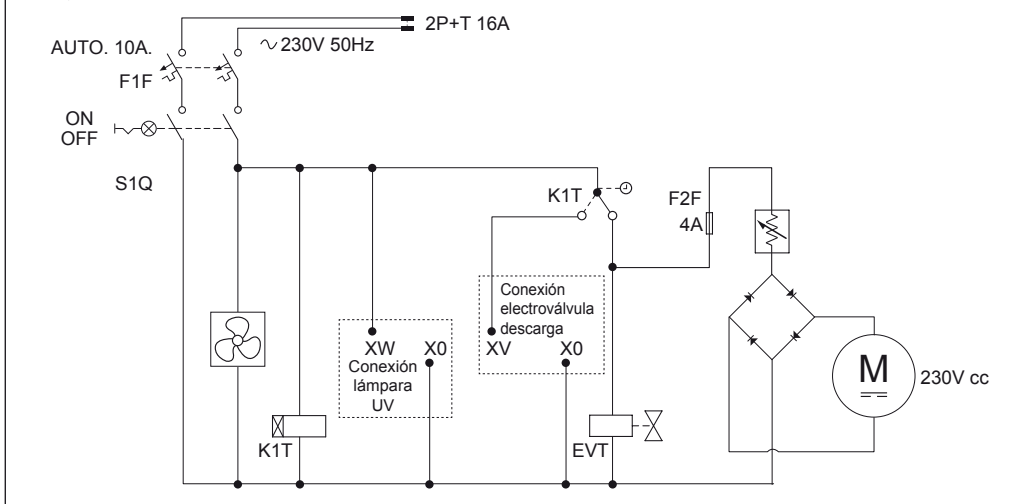 2P+T 16A
AUTO. 10A.
230V 50Hz
F1F
ON
OFF
S1Q
K1T
F2F
4A
Conexión
electroválvula
descarga
XV X0
XW X0
Conexión
lámpara
UV
M
230V cc
K1T
EVT